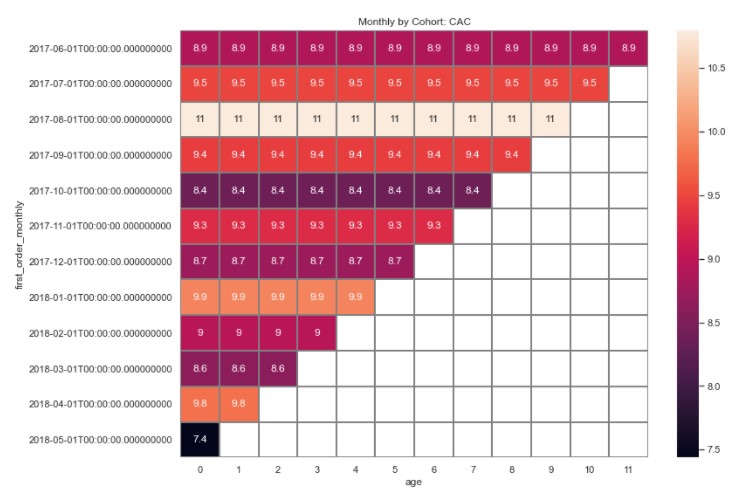 Monthly by Cohort: CAC
first_order_monthly
2017-06-01T00:00:00.000000000 8.9 8.9 8.9 8.9 8.9 8.9 8.9 8.9 8.9 8.9 8.9 8.9
2017-07-01T00:00:00.000000000 9.5 9.5 9.5 9.5 9.5 9.5 9.5 9.5 9.5 9.5 9.5
2017-08-01T00:00:00.000000000 11 11 11 11 11 11 11 11 11 11
2017-09-01T00:00:00.000000000 9.4 9.4 9.4 9.4 9.4 9.4 9.4 9.4 9.4
2017-10-01T00:00:00.000000000 8.4 8.4 8.4 8.4 8.4 8.4 8.4 8.4
2017-11-01T00:00:00.000000000 9.3 9.3 9.3 9.3 9.3 9.3 9.3
2017-12-01T00:00:00.000000000 8.7 8.7 8.7 8.7 8.7 8.7
2018-01-01T00:00:00.000000000 9.9 9.9 9.9 9.9 9.9
2018-02-01T00:00:00.000000000 9 9 9 9
2018-03-01T00:00:00.000000000 8.6 8.6 8.6
2018-04-01T00:00:00.000000000 9.8 9.8
2018-05-01T00:00:00.000000000 7.4
0 1 2 3 4 5 6 7 8 9 10 11
age
10.5
10.0
9.5
9.0
8.5
8.0
7.5